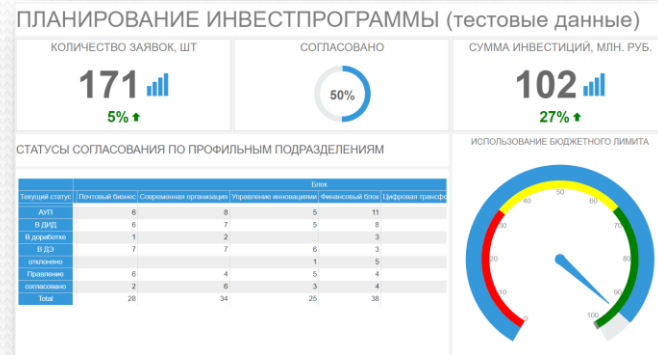 ПЛАНИРОВАНИЕ ИНВЕСТПРОГРАММЫ (тестовые данные)
КОЛИЧЕСТВО ЗАЯВОК, ШТ
СОГЛАСОВАНО
СУММА ИНВЕСТИЦИЙ, МЛН. РУБ.
171
50%
102
5%
27%
СТАТУСЫ СОГЛАСОВАНИЯ ПО ПРОФИЛЬНЫМ ПОДРАЗДЕЛЕНИЯМ
ИСПОЛЬЗОВАНИЕ БЮДЖЕТНОГО ЛИМИТА
Блок
Текущий статус Почтовый бизнес Современная организация Управление инновациями Финансовый блок Цифровая трансфо
АУП 6 8 5 11
В ДИД 6 7 5 8
В доработке 1 2 3
В ДЭ 7 7 6 3
отклонено 1 5
Правление 6 4 5 4
согласовано 2 6 3 4
Total 28 34 25 38
0
10
20
30
40
50
60
70
80
90
100